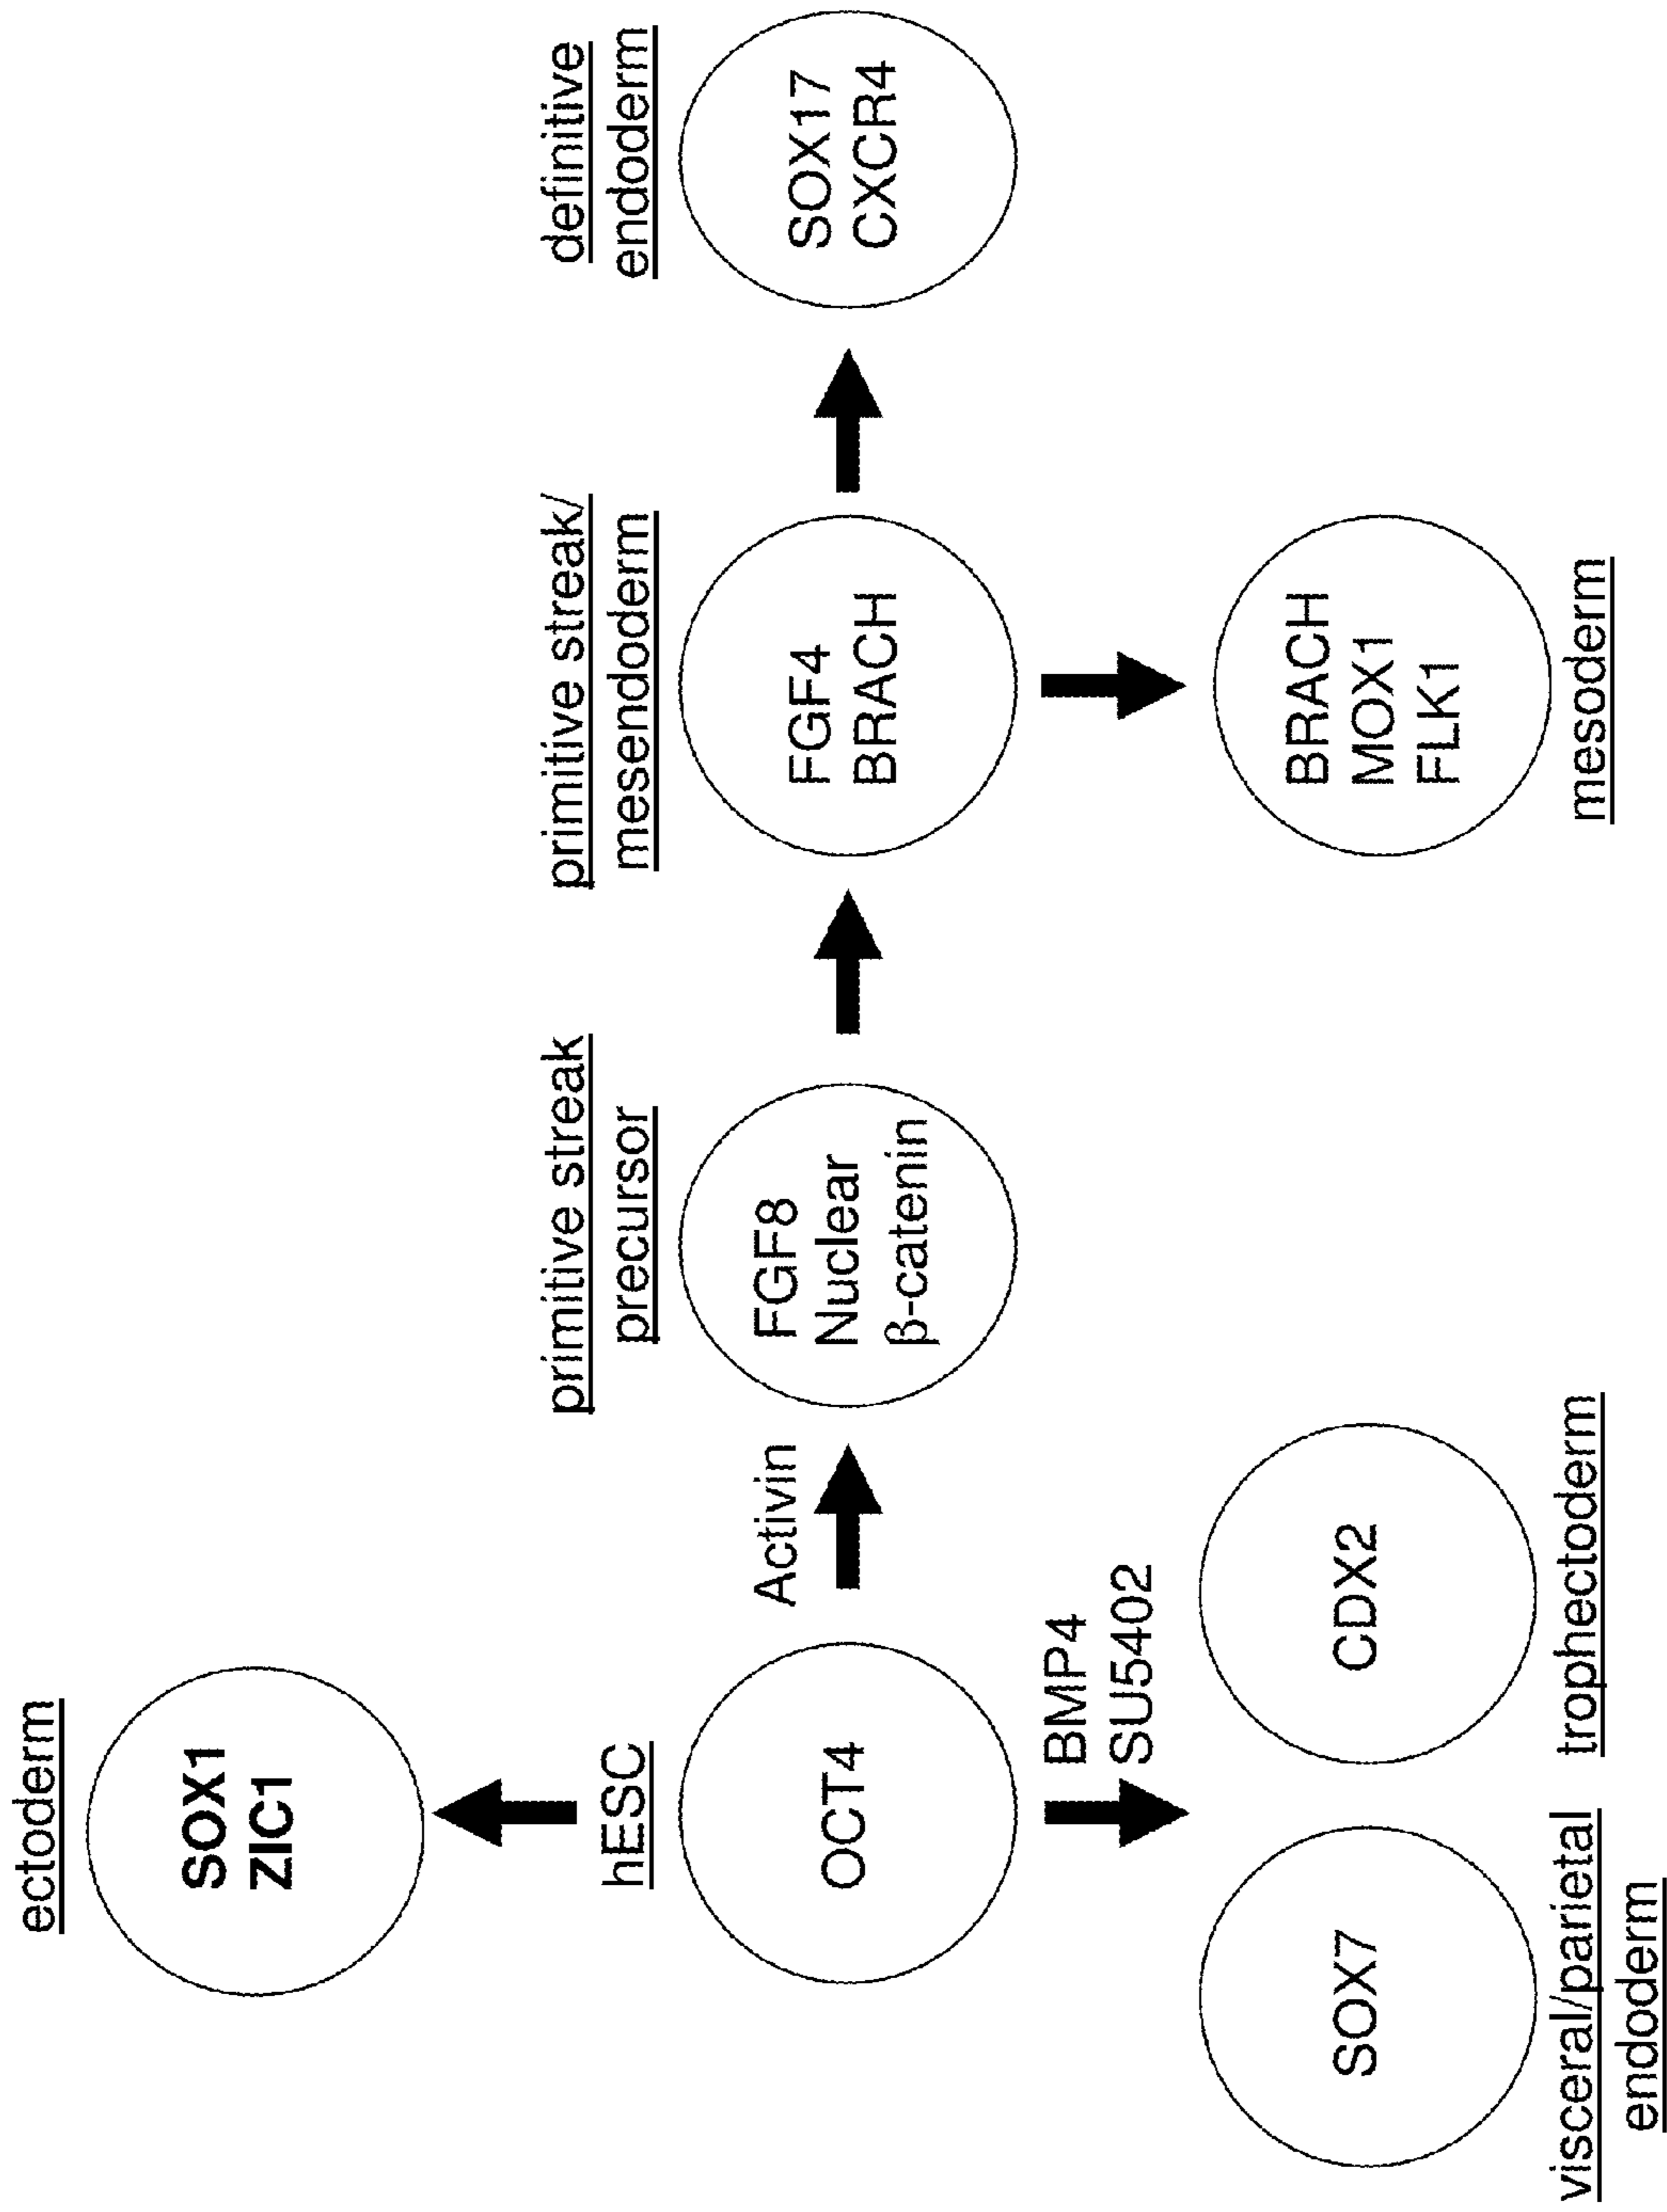 ectoderm
SOX1
ZIC1
hESC
OCT4
Activin
primitive streak
precursor
FGF8
Nuclear
β-catenin
primitive streak/
mesendoderm
FGF4
BRACH
definitive
endoderm
SOX17
CXCR4
BMP4
SU5402
SOX7
visceral/parietal
endoderm
CDX2
trophectoderm
BRACH
MOX1
FLK1
mesoderm